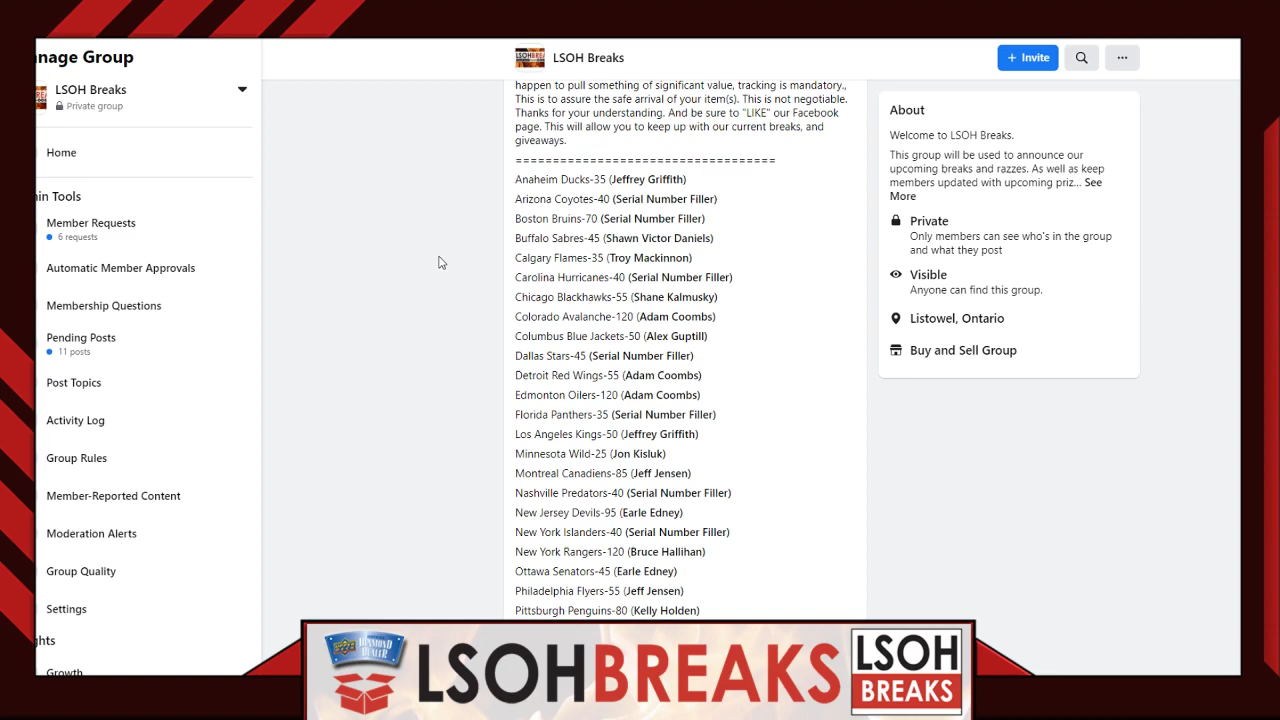 nage Group
LSOH Breaks
Private group
Home
in Tools
Member Requests
6 requests
Automatic Member Approvals
Membership Questions
Pending Posts
11 posts
Post Topics
Activity Log
Group Rules
Member-Reported Content
Moderation Alerts
Group Quality
Settings
ghts
Growth
LSOH Breaks
+ Invite
happen to pull something of significant value, tracking is mandatory.,
This is to assure the safe arrival of your item(s). This is not negotiable.
Thanks for your understanding. And be sure to "LIKE" our Facebook
page. This will allow you to keep up with our current breaks, and
giveaways.
===================================
Anaheim Ducks-35 (Jeffrey Griffith)
Arizona Coyotes-40 (Serial Number Filler)
Boston Bruins-70 (Serial Number Filler)
Buffalo Sabres-45 (Shawn Victor Daniels)
Calgary Flames-35 (Troy Mackinnon)
Carolina Hurricanes-40 (Serial Number Filler)
Chicago Blackhawks-55 (Shane Kalmusky)
Colorado Avalanche-120 (Adam Coombs)
Columbus Blue Jackets-50 (Alex Guptill)
Dallas Stars-45 (Serial Number Filler)
Detroit Red Wings-55 (Adam Coombs)
Edmonton Oilers-120 (Adam Coombs)
Florida Panthers-35 (Serial Number Filler)
Los Angeles Kings-50 (Jeffrey Griffith)
Minnesota Wild-25 (Jon Kisluk)
Montreal Canadiens-85 (Jeff Jensen)
Nashville Predators-40 (Serial Number Filler)
New Jersey Devils-95 (Earle Edney)
New York Islanders-40 (Serial Number Filler)
New York Rangers-120 (Bruce Hallihan)
Ottawa Senators-45 (Earle Edney)
Philadelphia Flyers-55 (Jeff Jensen)
Pittsburgh Penguins-80 (Kelly Holden)
About
Welcome to LSOH Breaks.
This group will be used to announce our
upcoming breaks and razzes. As well as keep
members updated with upcoming priz... See
More
Private
Only members can see who's in the group
and what they post
Visible
Anyone can find this group.
Listowel, Ontario
Buy and Sell Group
DIAMOND
DEALER
LSOHBREAKS
LSOH
BREAKS